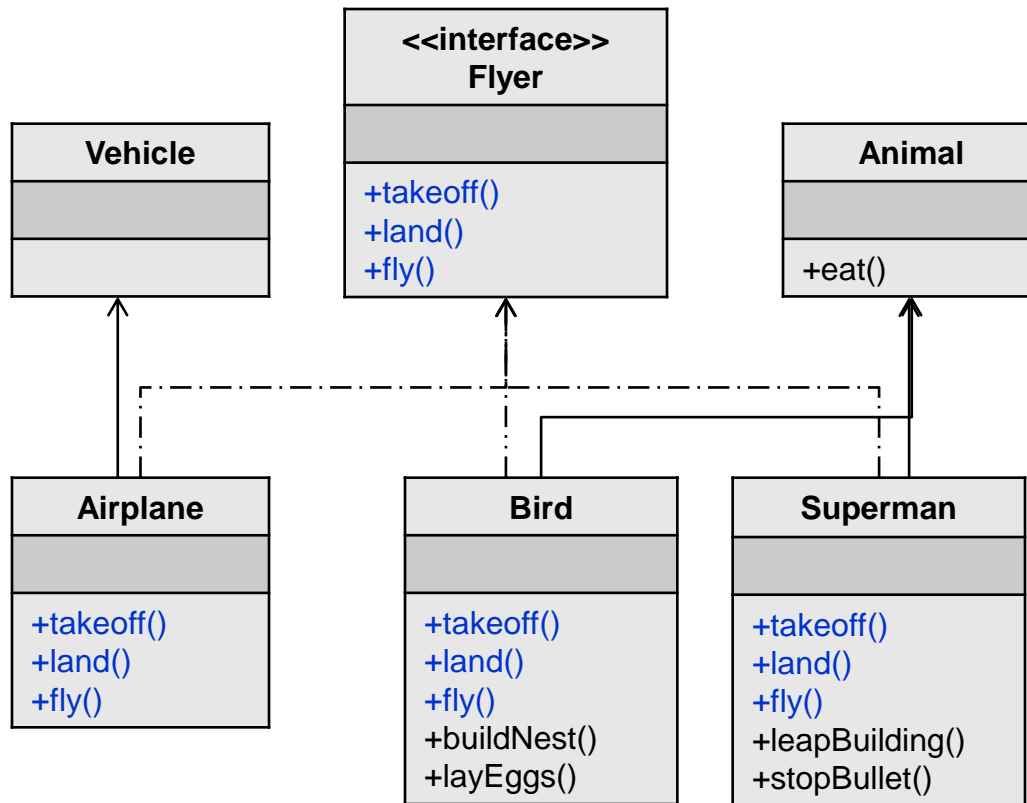 <<interface>>
Flyer
+takeoff()
+land()
+fly()
Vehicle
Animal
+eat()
Airplane
+takeoff()
+land()
+fly()
Bird
+takeoff()
+land()
+fly()
+buildNest()
+layEggs()
Superman
+takeoff()
+land()
+fly()
+leapBuilding()
+stopBullet()